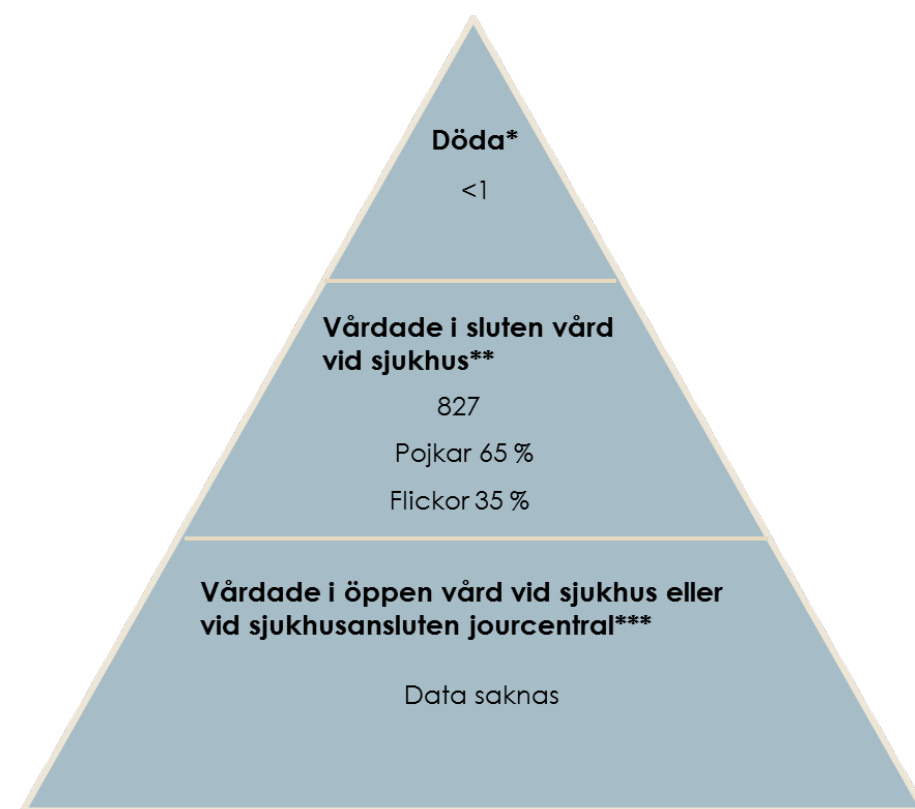 Döda*
<1
Vårdade i sluten vård
vid sjukhus**
827
Pojkar 65 %
Flickor 35 %
Vårdade i öppen vård vid sjukhus eller
vid sjukhusansluten jourcentral***
Data saknas